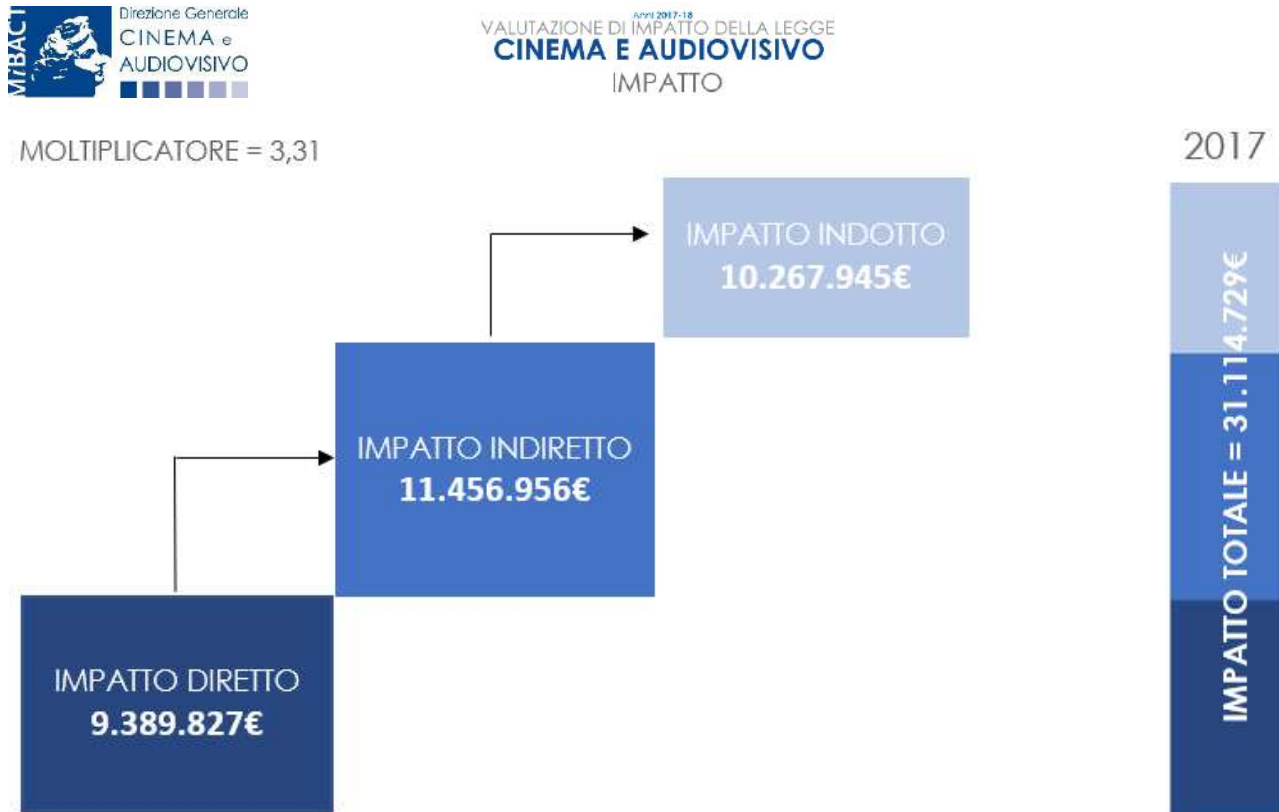 MiBACT
Direzione Generale
CINEMA e
AUDIOVISIVO
Anni 2017-18
VALUTAZIONE DI IMPATTO DELLA LEGGE
CINEMA E AUDIOVISIVO
IMPATTO
MOLTIPLICATORE = 3,31
2017
IMPATTO INDOTTO
10.267.945€
IMPATTO INDIRETTO
11.456.956€
IMPATTO DIRETTO
9.389.827€
IMPATTO TOTALE = 31.114.729€